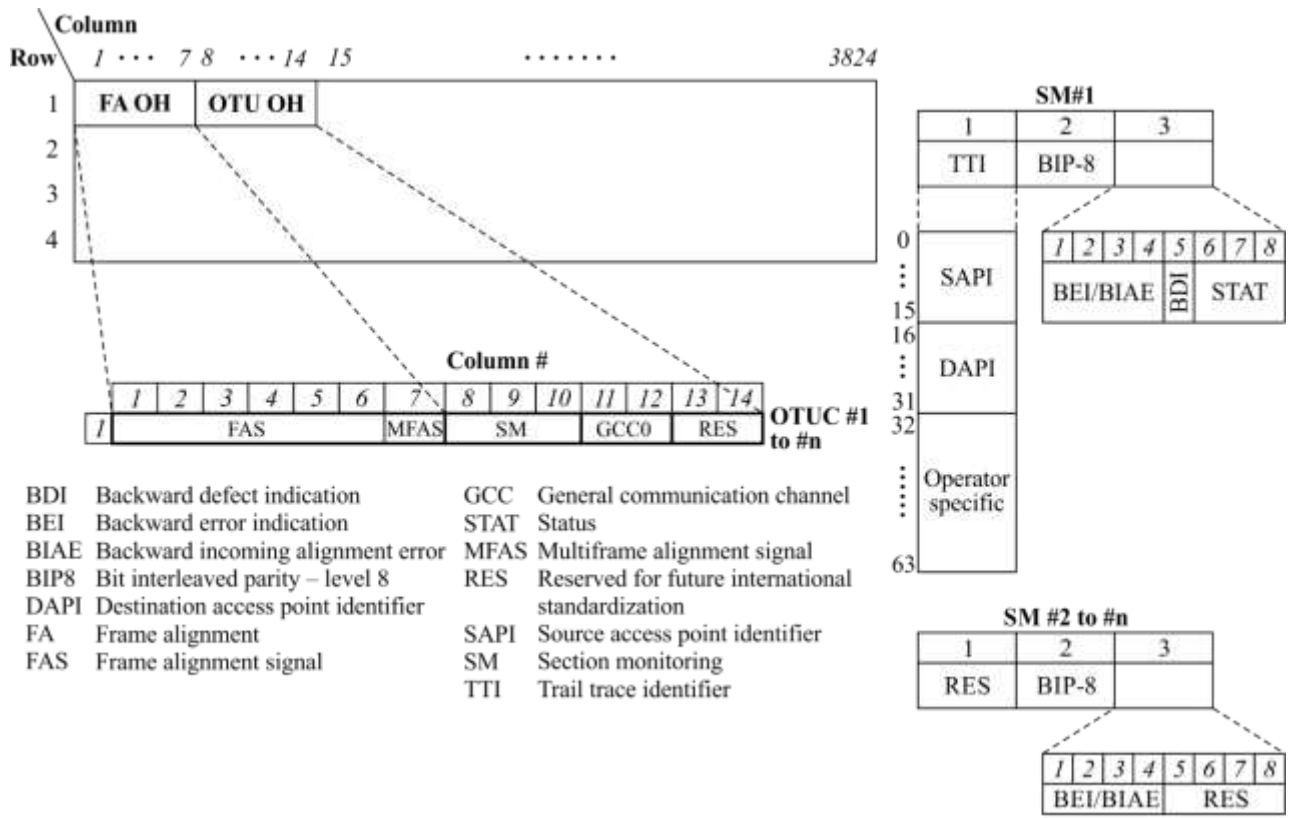 Column
Row 1 ··· 7 8 ··· 14 15 ······· 3824
1 FA OH OTU OH
2
3
4
Column #
1 2 3 4 5 6 7 8 9 10 11 12 13 14
1 FAS MFAS SM GCC0 RES
OTUC #1
to #n
BDI Backward defect indication
BEI Backward error indication
BIAE Backward incoming alignment error
BIP8 Bit interleaved parity – level 8
DAPI Destination access point identifier
FA Frame alignment
FAS Frame alignment signal
GCC General communication channel
STAT Status
MFAS Multiframe alignment signal
RES Reserved for future international
standardization
SAPI Source access point identifier
SM Section monitoring
TTI Trail trace identifier
SM#1
1 2 3
TTI BIP-8
0
SAPI
15
16
DAPI
31
32
Operator
specific
63
1 2 3 4 5 6 7 8
BEI/BIAE BDI STAT
SM #2 to #n
1 2 3
RES BIP-8
1 2 3 4 5 6 7 8
BEI/BIAE RES